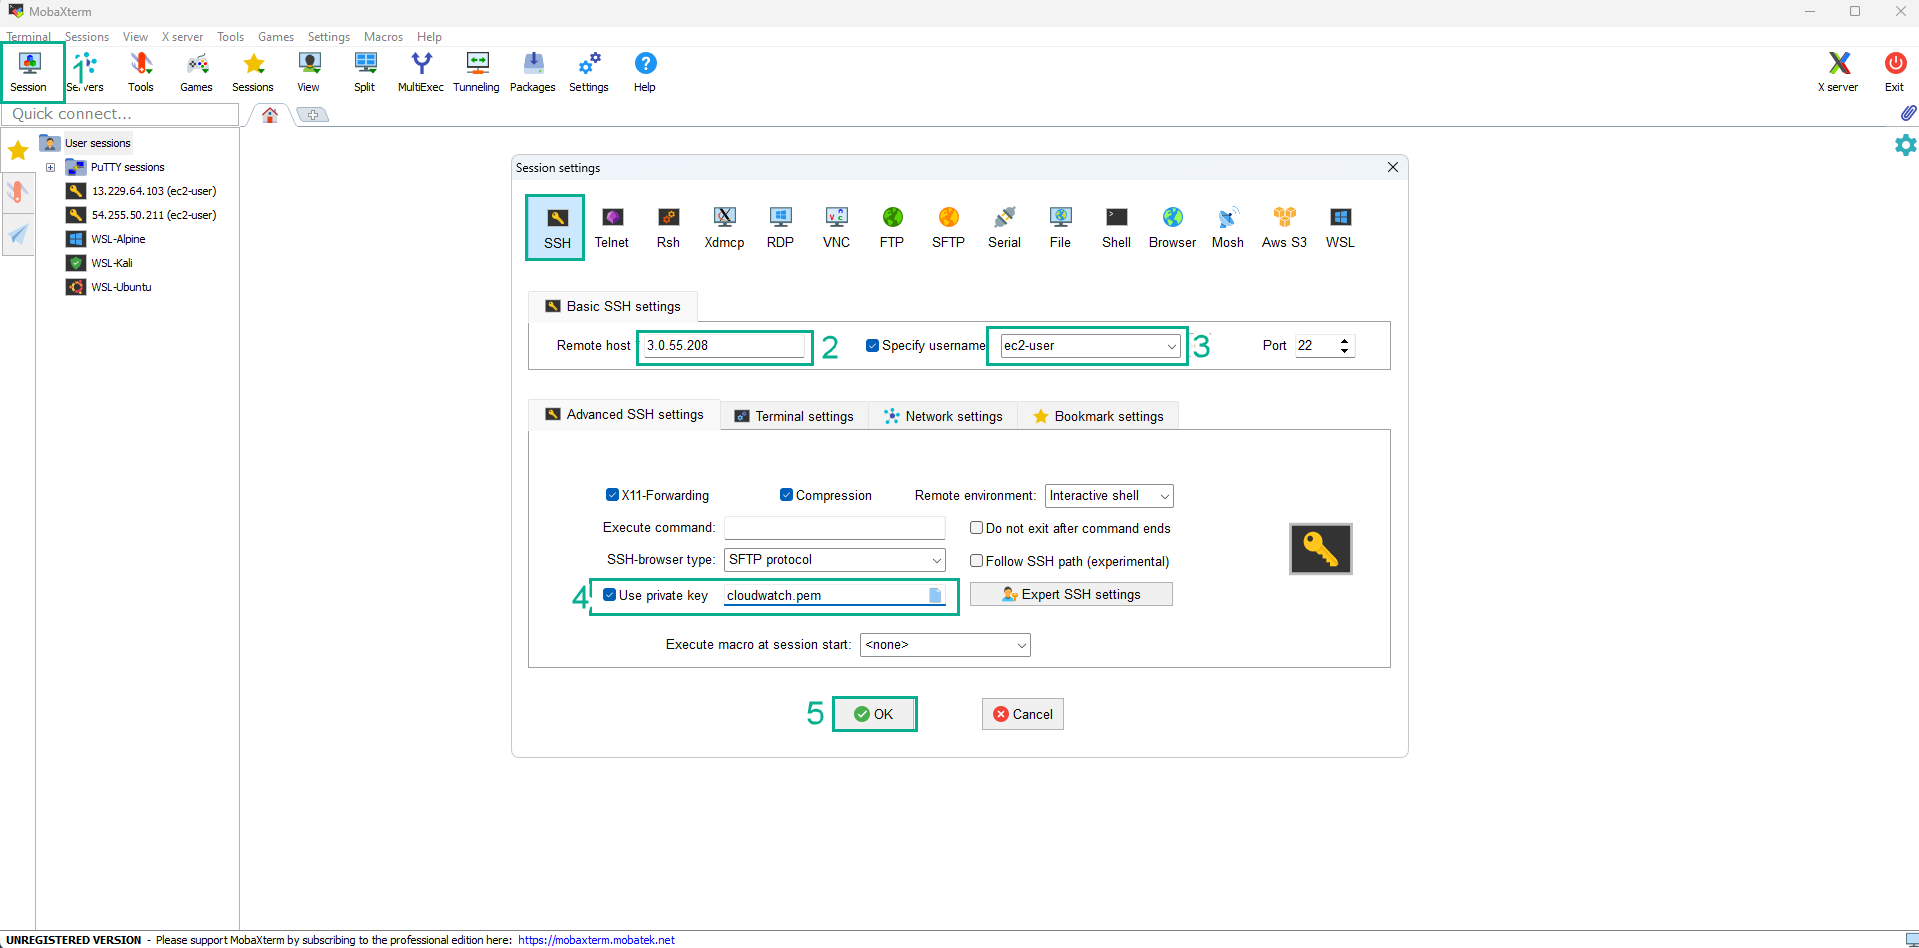 MobaXterm
Terminal Sessions View X server Tools Games Settings Macros Help
1
Session Servers Tools Games Sessions View Split MultiExec Tunneling Packages Settings Help X server Exit
Quick connect...
User sessions
PuTTY sessions
13.229.64.103 (ec2-user)
54.255.50.211 (ec2-user)
WSL-Alpine
WSL-Kali
WSL-Ubuntu
Session settings
SSH Telnet Rsh Xdmcp RDP VNC FTP SFTP Serial File Shell Browser Mosh Aws S3 WSL
Basic SSH settings
Remote host * 3.0.55.208 2 Specify username ec2-user 3 Port 22
Advanced SSH settings Terminal settings Network settings Bookmark settings
X11-Forwarding Compression Remote environment: Interactive shell
Execute command: Do not exit after command ends
SSH-browser type: SFTP protocol Follow SSH path (experimental)
4 Use private key cloudwatch.pem Expert SSH settings
Execute macro at session start: <none>
5 OK Cancel
UNREGISTERED VERSION - Please support MobaXterm by subscribing to the professional edition here: https://mobaxterm.mobatek.net